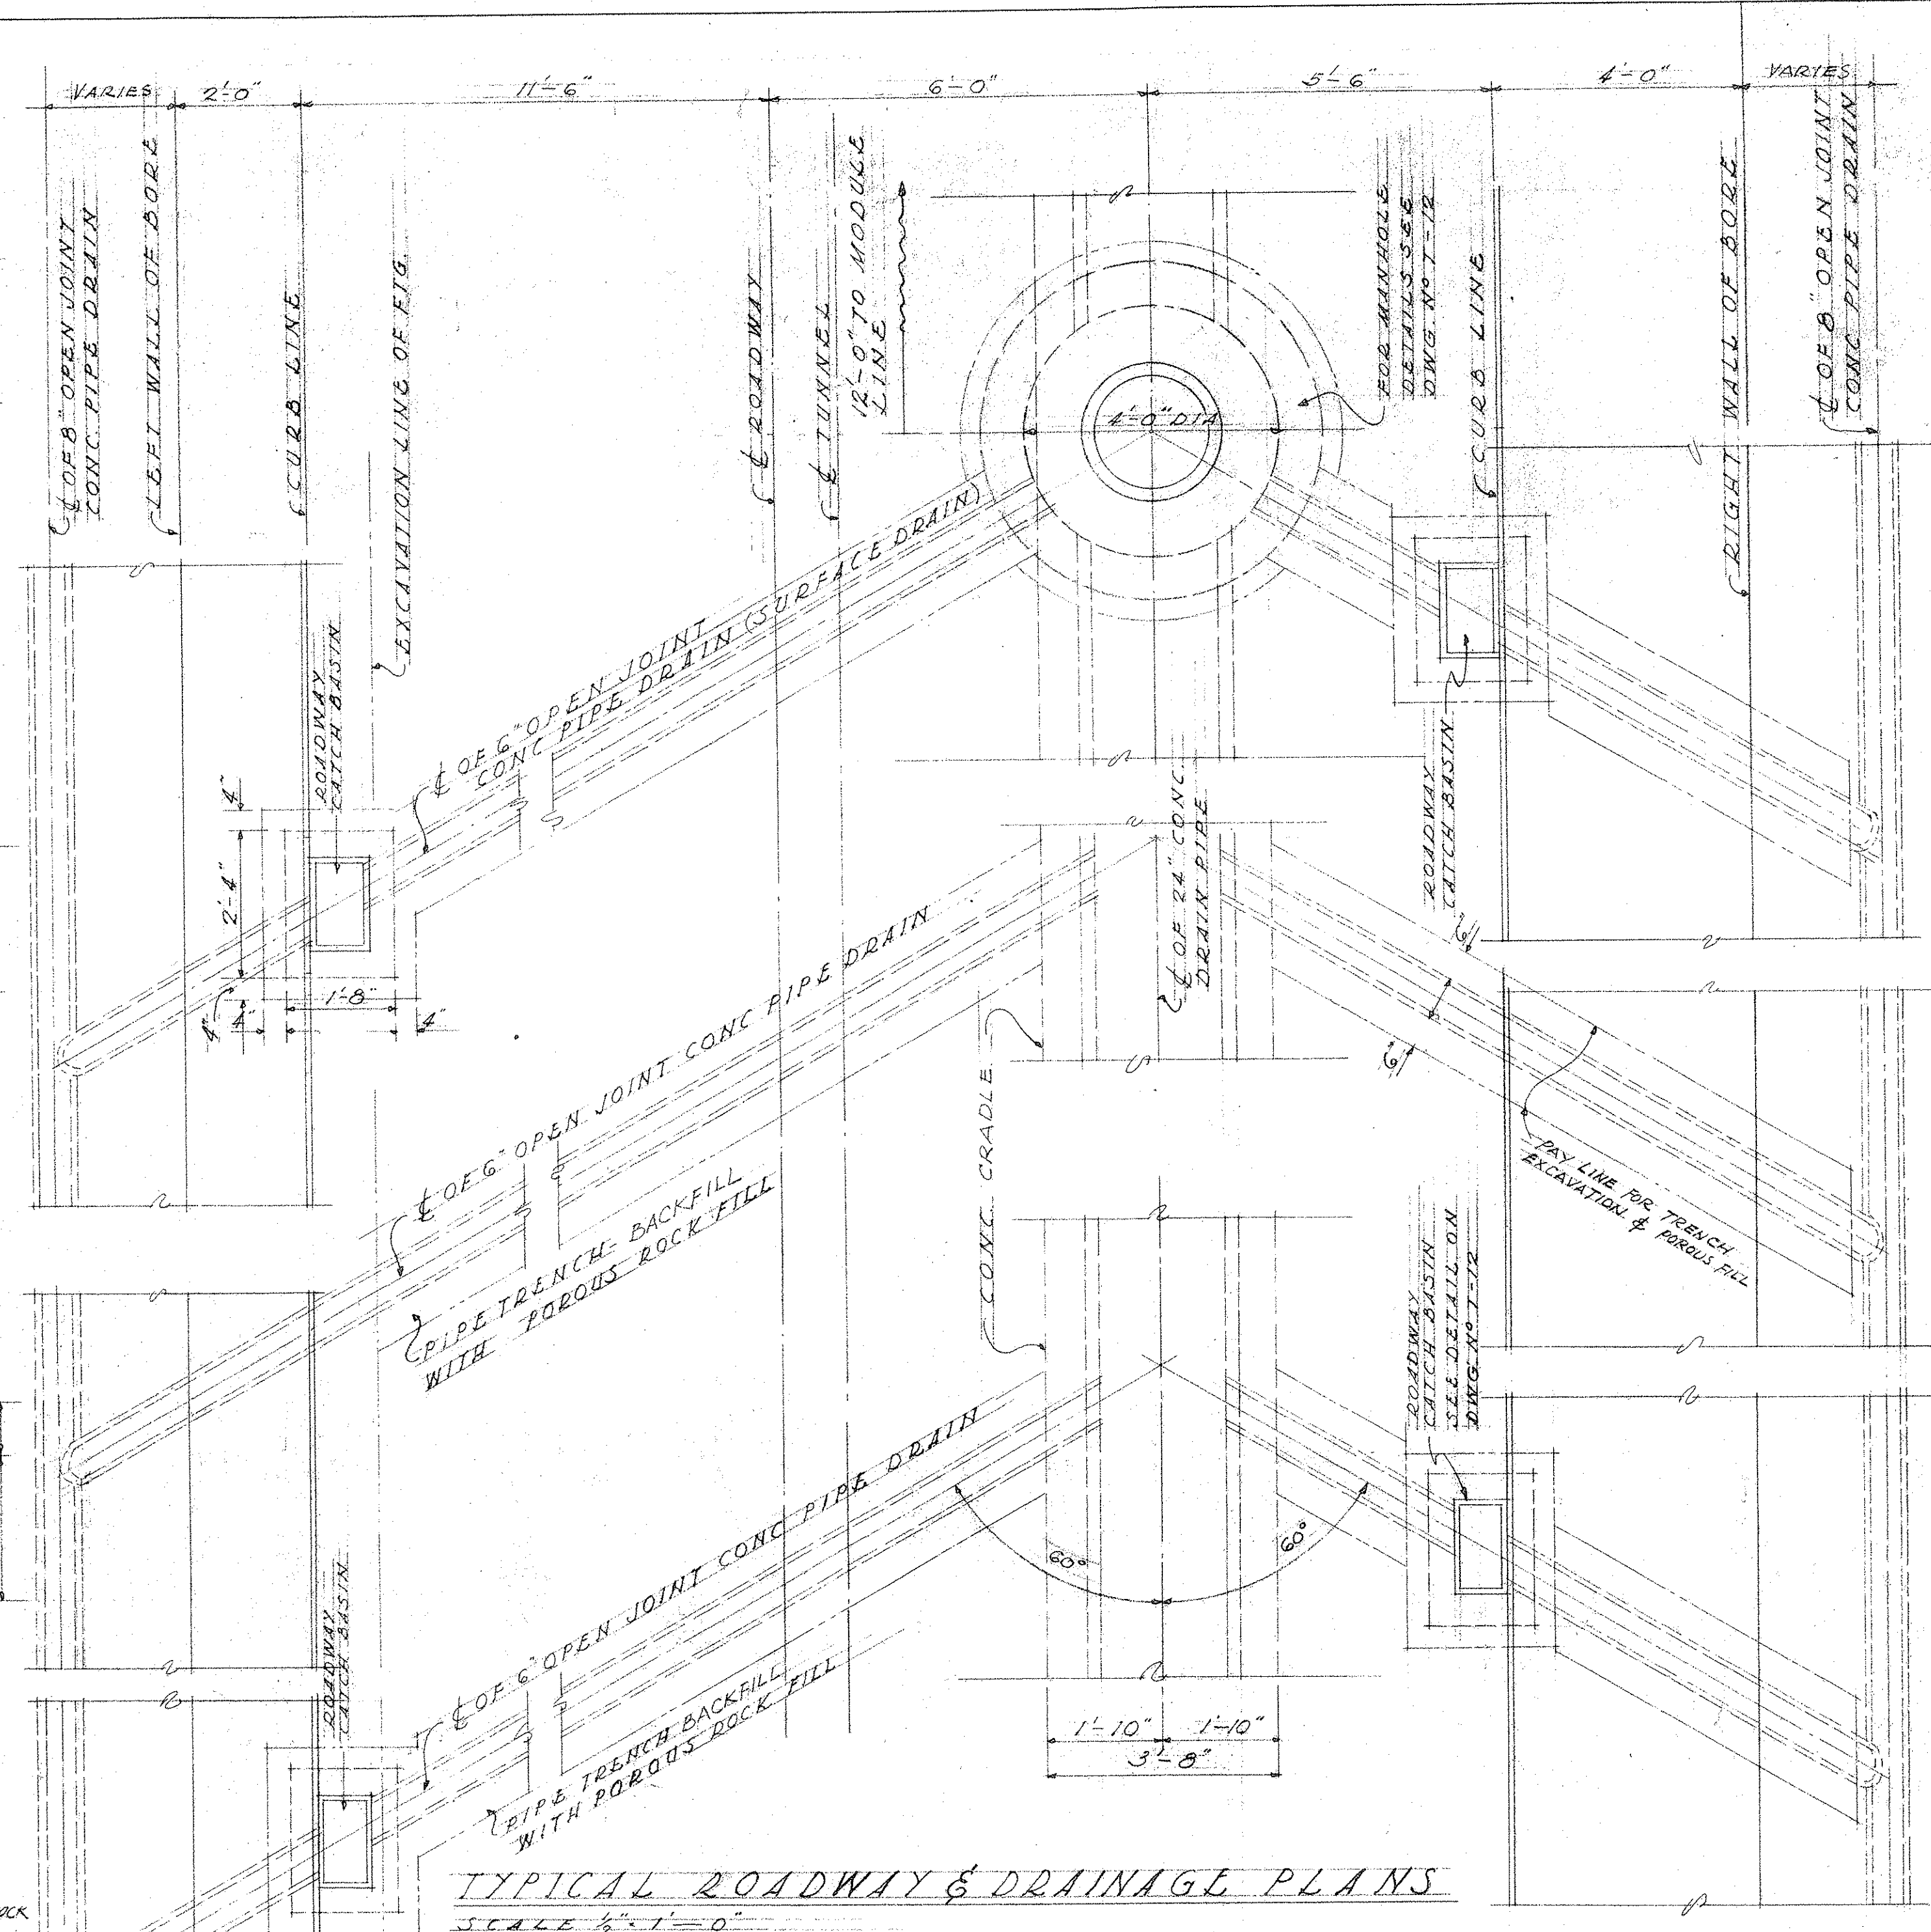 VARIES
2'-0"
11'-6"
6'-0"
5'-6"
4'-0"
VARIES
℄ OF 8" OPEN JOINT
CONC PIPE DRAIN
LEFT WALL OF BORE
CURB LINE
EXCAVATION LINE OF FTG.
℄ ROADWAY
℄ TUNNEL
12'-0" TO MODULE
LINE
4'-0" DIA
FOR MANHOLE
DETAILS SEE
DWG. Nº T-12
CURB LINE
RIGHT WALL OF BORE
℄ OF 8" OPEN JOINT
CONC PIPE DRAIN
ROADWAY
CATCH BASIN
℄ OF 6" OPEN JOINT
CONC PIPE DRAIN (SURFACE DRAIN)
ROADWAY
CATCH BASIN
4"
2'-4"
4"
4"
1'-8"
4"
℄ OF 24" CONC.
DRAIN PIPE
℄ OF 6" OPEN JOINT CONC PIPE DRAIN
PIPE TRENCH- BACKFILL
WITH POROUS ROCK FILL
CONC CRADLE
PAY LINE FOR TRENCH
EXCAVATION & POROUS FILL
ROADWAY
CATCH BASIN
SEE DETAIL ON
DWG Nº T-12
60°
60°
ROADWAY
CATCH BASIN
℄ OF 6" OPEN JOINT CONC PIPE DRAIN
PIPE TRENCH BACKFILL
WITH POROUS ROCK FILL
1'-10"
1'-10"
3'-8"
TYPICAL ROADWAY & DRAINAGE PLANS
SCALE ½" = 1'-0"
OCK